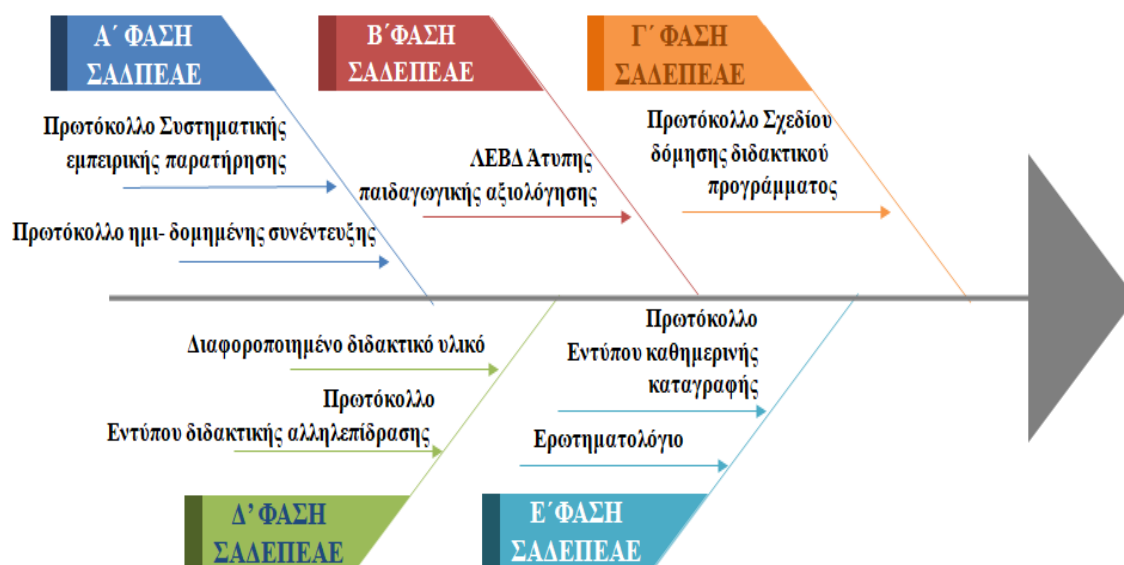 Α΄ ΦΑΣΗ
ΣΑΔΠΕΑΕ
Πρωτόκολλο Συστηματικής
εμπειρικής παρατήρησης
Πρωτόκολλο ημι- δομημένης συνέντευξης
Β΄ΦΑΣΗ
ΣΑΔΕΠΕΑΕ
ΛΕΒΔ Άτυπης
παιδαγωγικής αξιολόγησης
Γ΄ ΦΑΣΗ
ΣΑΔΕΠΕΑΕ
Πρωτόκολλο Σχεδίου
δόμησης διδακτικού
προγράμματος
Διαφοροποιημένο διδακτικό υλικό
Πρωτόκολλο
Εντύπου διδακτικής αλληλεπίδρασης
Δ’ ΦΑΣΗ
ΣΑΔΕΠΕΑΕ
Πρωτόκολλο
Εντύπου καθημερινής
καταγραφής
Ερωτηματολόγιο
Ε΄ΦΑΣΗ
ΣΑΔΕΠΕΑΕ